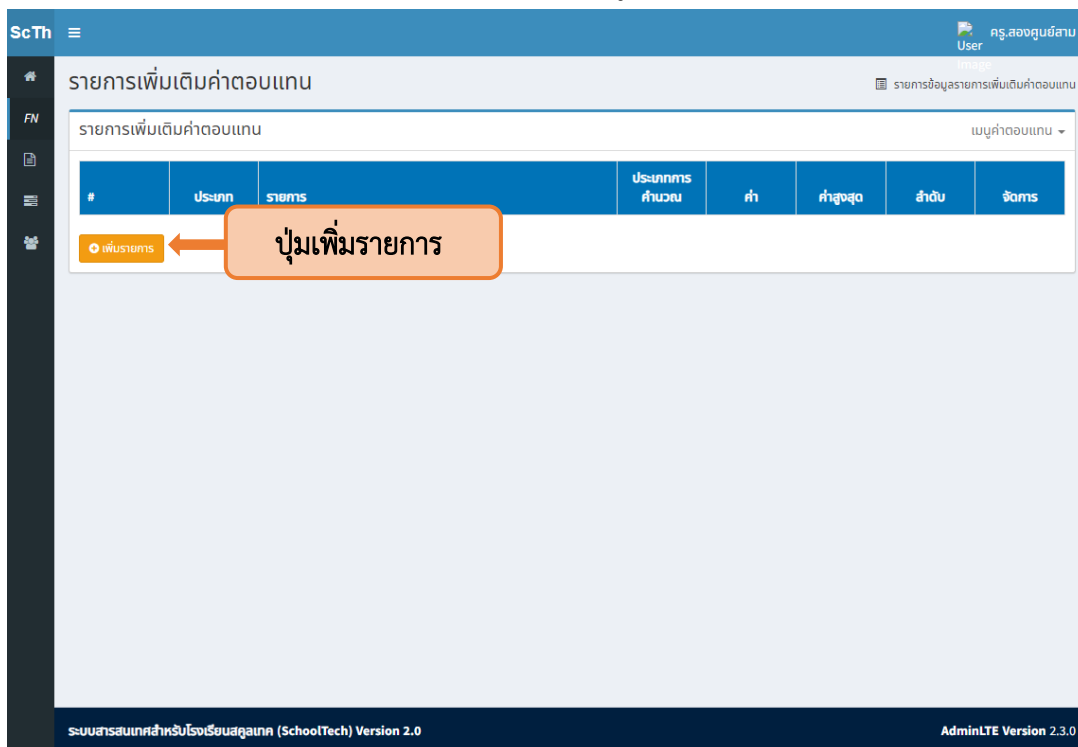 ScTh
User Image ครู.สองศูนย์สาม
รายการเพิ่มเติมค่าตอบแทน
รายการข้อมูลรายการเพิ่มเติมค่าตอบแทน
FN
รายการเพิ่มเติมค่าตอบแทน
เมนูค่าตอบแทน
# ประเภท รายการ ประเภทการคำนวณ ค่า ค่าสูงสุด ลำดับ จัดการ
เพิ่มรายการ
ปุ่มเพิ่มรายการ
ระบบสารสนเทศสำหรับโรงเรียนสคูลเทค (SchoolTech) Version 2.0
AdminLTE Version 2.3.0